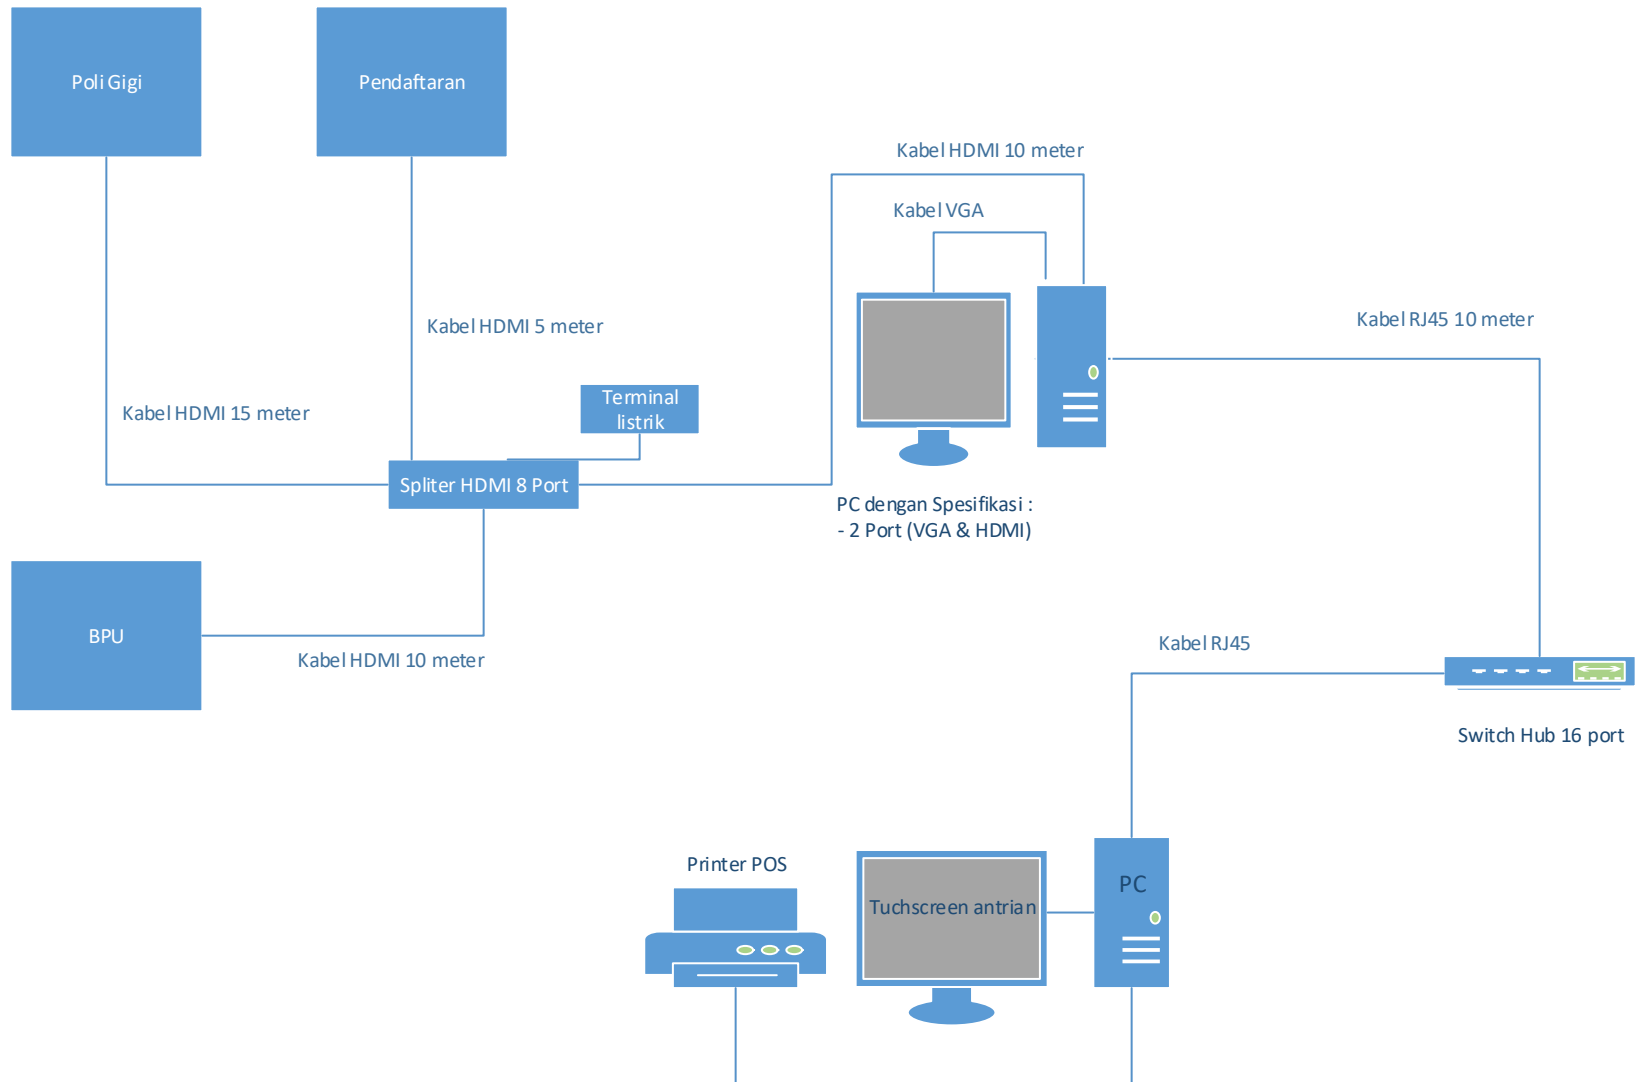 Poli Gigi
Pendaftaran
Kabel HDMI 10 meter
Kabel VGA
Kabel HDMI 5 meter
Kabel RJ45 10 meter
Kabel HDMI 15 meter
Terminal
listrik
Spliter HDMI 8 Port
PC dengan Spesifikasi :
- 2 Port (VGA & HDMI)
BPU
Kabel HDMI 10 meter
Kabel RJ45
Switch Hub 16 port
Printer POS
Tuchscreen antrian
PC